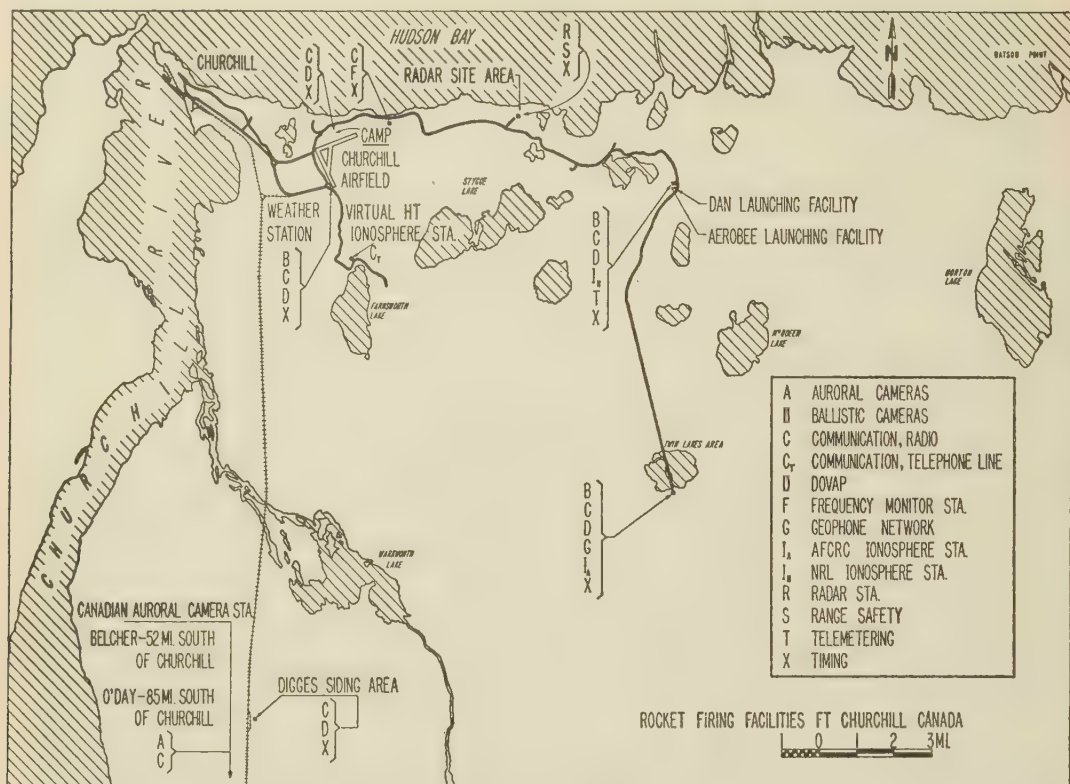 HUDSON BAY
CHURCHILL
C
D
X
C
F
X
R
S
X
RADAR SITE AREA
N
WATSON POINT
CAMP
CHURCHILL
AIRFIELD
STYGGE
LAKE
WEATHER
STATION
VIRTUAL HT
IONOSPHERE STA.
CT
B
C
D
X
FARNSWORTH
LAKE
B
C
D
IN
T
X
DAN LAUNCHING FACILITY
AEROBEE LAUNCHING FACILITY
NORTON
LAKE
McQUEEN
LAKE
CHURCHILL RIVER
TWIN LAKES AREA
B
C
D
G
IA
X
WARKWORTH
LAKE
CANADIAN AURORAL CAMERA STA.
BELCHER-52 MI. SOUTH
OF CHURCHILL
O'DAY-85 MI. SOUTH
OF CHURCHILL
A
C
DIGGES SIDING AREA
C
D
X
A AURORAL CAMERAS
B BALLISTIC CAMERAS
C COMMUNICATION, RADIO
CT COMMUNICATION, TELEPHONE LINE
D DOVAP
F FREQUENCY MONITOR STA.
G GEOPHONE NETWORK
IA AFCRC IONOSPHERE STA.
IN NRL IONOSPHERE STA.
R RADAR STA.
S RANGE SAFETY
T TELEMETERING
X TIMING
ROCKET FIRING FACILITIES FT CHURCHILL CANADA
1 0 1 2 3MI.